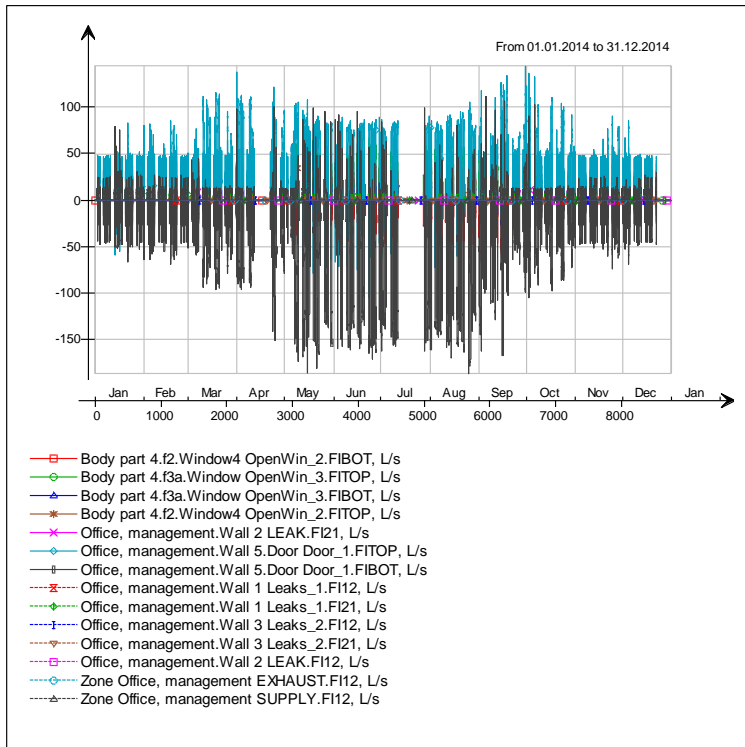 From 01.01.2014 to 31.12.2014
100
50
0
-50
-100
-150
Jan Feb Mar Apr May Jun Jul Aug Sep Oct Nov Dec Jan
0 1000 2000 3000 4000 5000 6000 7000 8000
Body part 4.f2.Window4 OpenWin_2.FIBOT, L/s
Body part 4.f3a.Window OpenWin_3.FITOP, L/s
Body part 4.f3a.Window OpenWin_3.FIBOT, L/s
Body part 4.f2.Window4 OpenWin_2.FITOP, L/s
Office, management.Wall 2 LEAK.FI21, L/s
Office, management.Wall 5.Door Door_1.FITOP, L/s
Office, management.Wall 5.Door Door_1.FIBOT, L/s
Office, management.Wall 1 Leaks_1.FI12, L/s
Office, management.Wall 1 Leaks_1.FI21, L/s
Office, management.Wall 3 Leaks_2.FI12, L/s
Office, management.Wall 3 Leaks_2.FI21, L/s
Office, management.Wall 2 LEAK.FI12, L/s
Zone Office, management EXHAUST.FI12, L/s
Zone Office, management SUPPLY.FI12, L/s